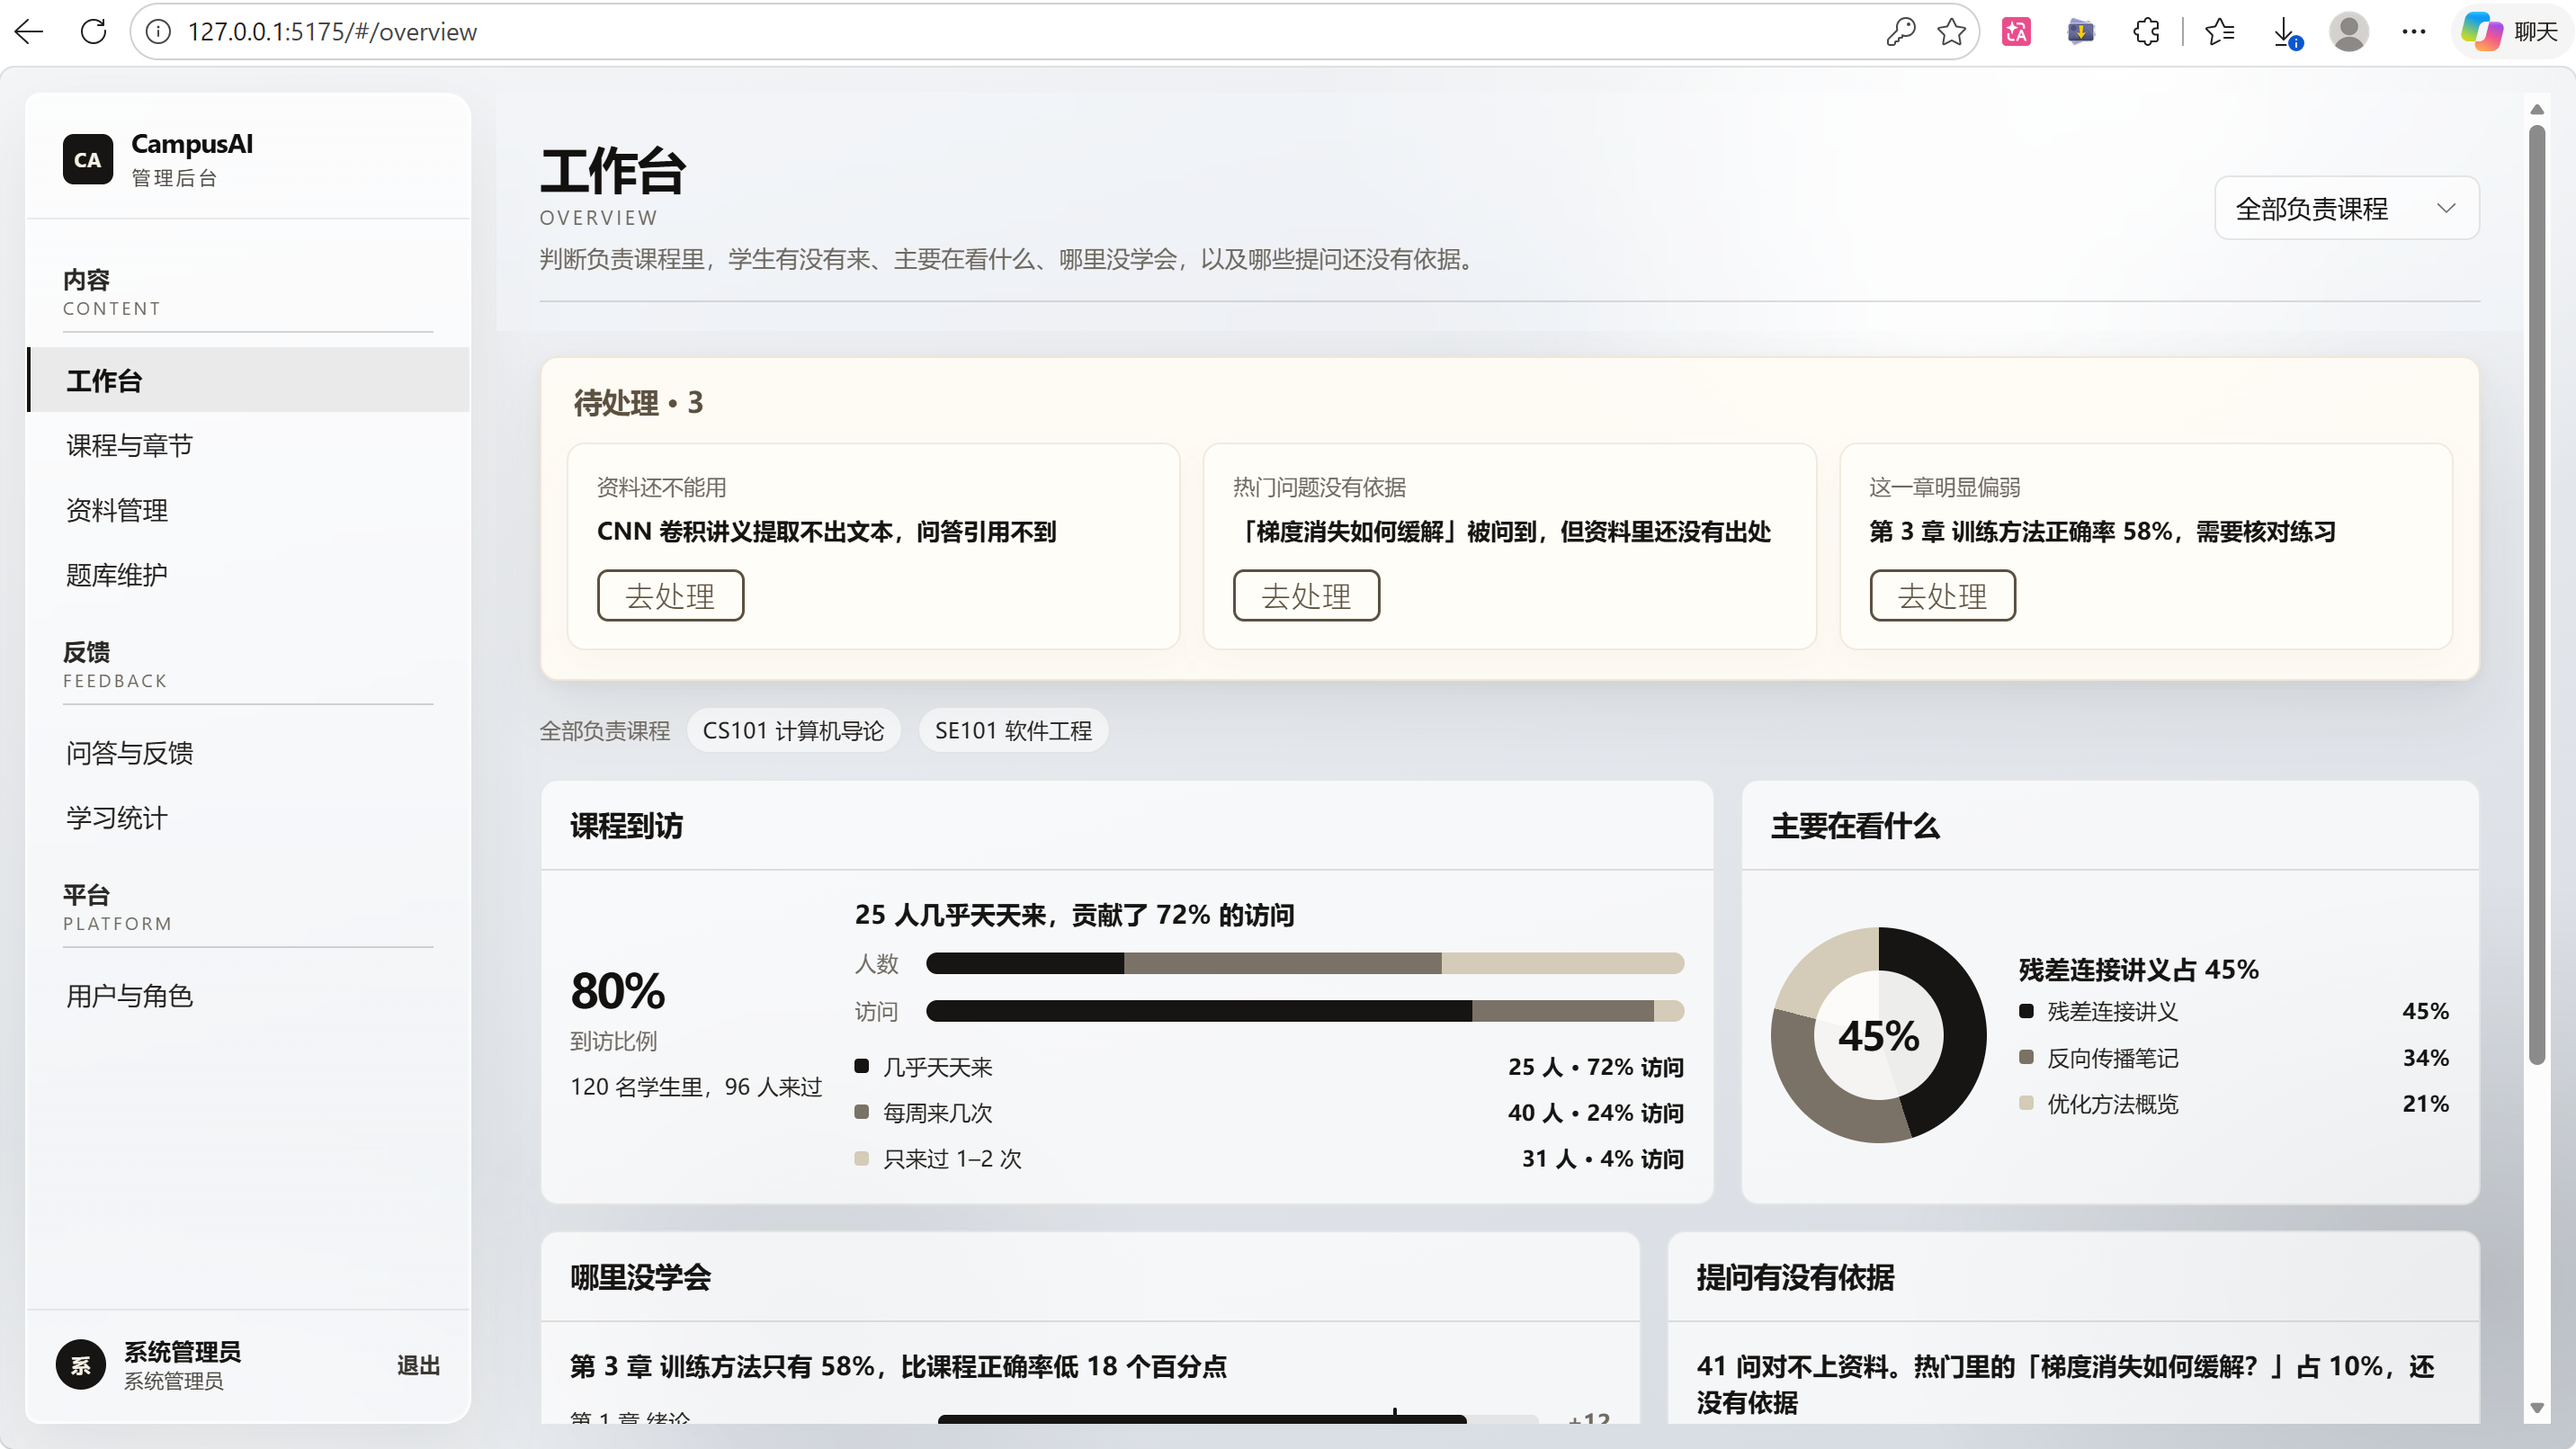 127.0.0.1:5175/#/overview
聊天
CA
CampusAI
管理后台
内容
CONTENT
工作台
课程与章节
资料管理
题库维护
反馈
FEEDBACK
问答与反馈
学习统计
平台
PLATFORM
用户与角色
系
系统管理员
系统管理员
退出
工作台
OVERVIEW
判断负责课程里，学生有没有来、主要在看什么、哪里没学会，以及哪些提问还没有依据。
全部负责课程
待处理 • 3
资料还不能用
CNN 卷积讲义提取不出文本，问答引用不到
去处理
热门问题没有依据
「梯度消失如何缓解」被问到，但资料里还没有出处
去处理
这一章明显偏弱
第 3 章 训练方法正确率 58%，需要核对练习
去处理
全部负责课程 CS101 计算机导论 SE101 软件工程
课程到访
80%
到访比例
120 名学生里，96 人来过
25 人几乎天天来，贡献了 72% 的访问
人数
访问
几乎天天来 25 人 • 72% 访问
每周来几次 40 人 • 24% 访问
只来过 1–2 次 31 人 • 4% 访问
主要在看什么
45%
残差连接讲义占 45%
残差连接讲义 45%
反向传播笔记 34%
优化方法概览 21%
哪里没学会
第 3 章 训练方法只有 58%，比课程正确率低 18 个百分点
第 1 章 绪论 +12
提问有没有依据
41 问对不上资料。热门里的「梯度消失如何缓解？」占 10%，还
没有依据